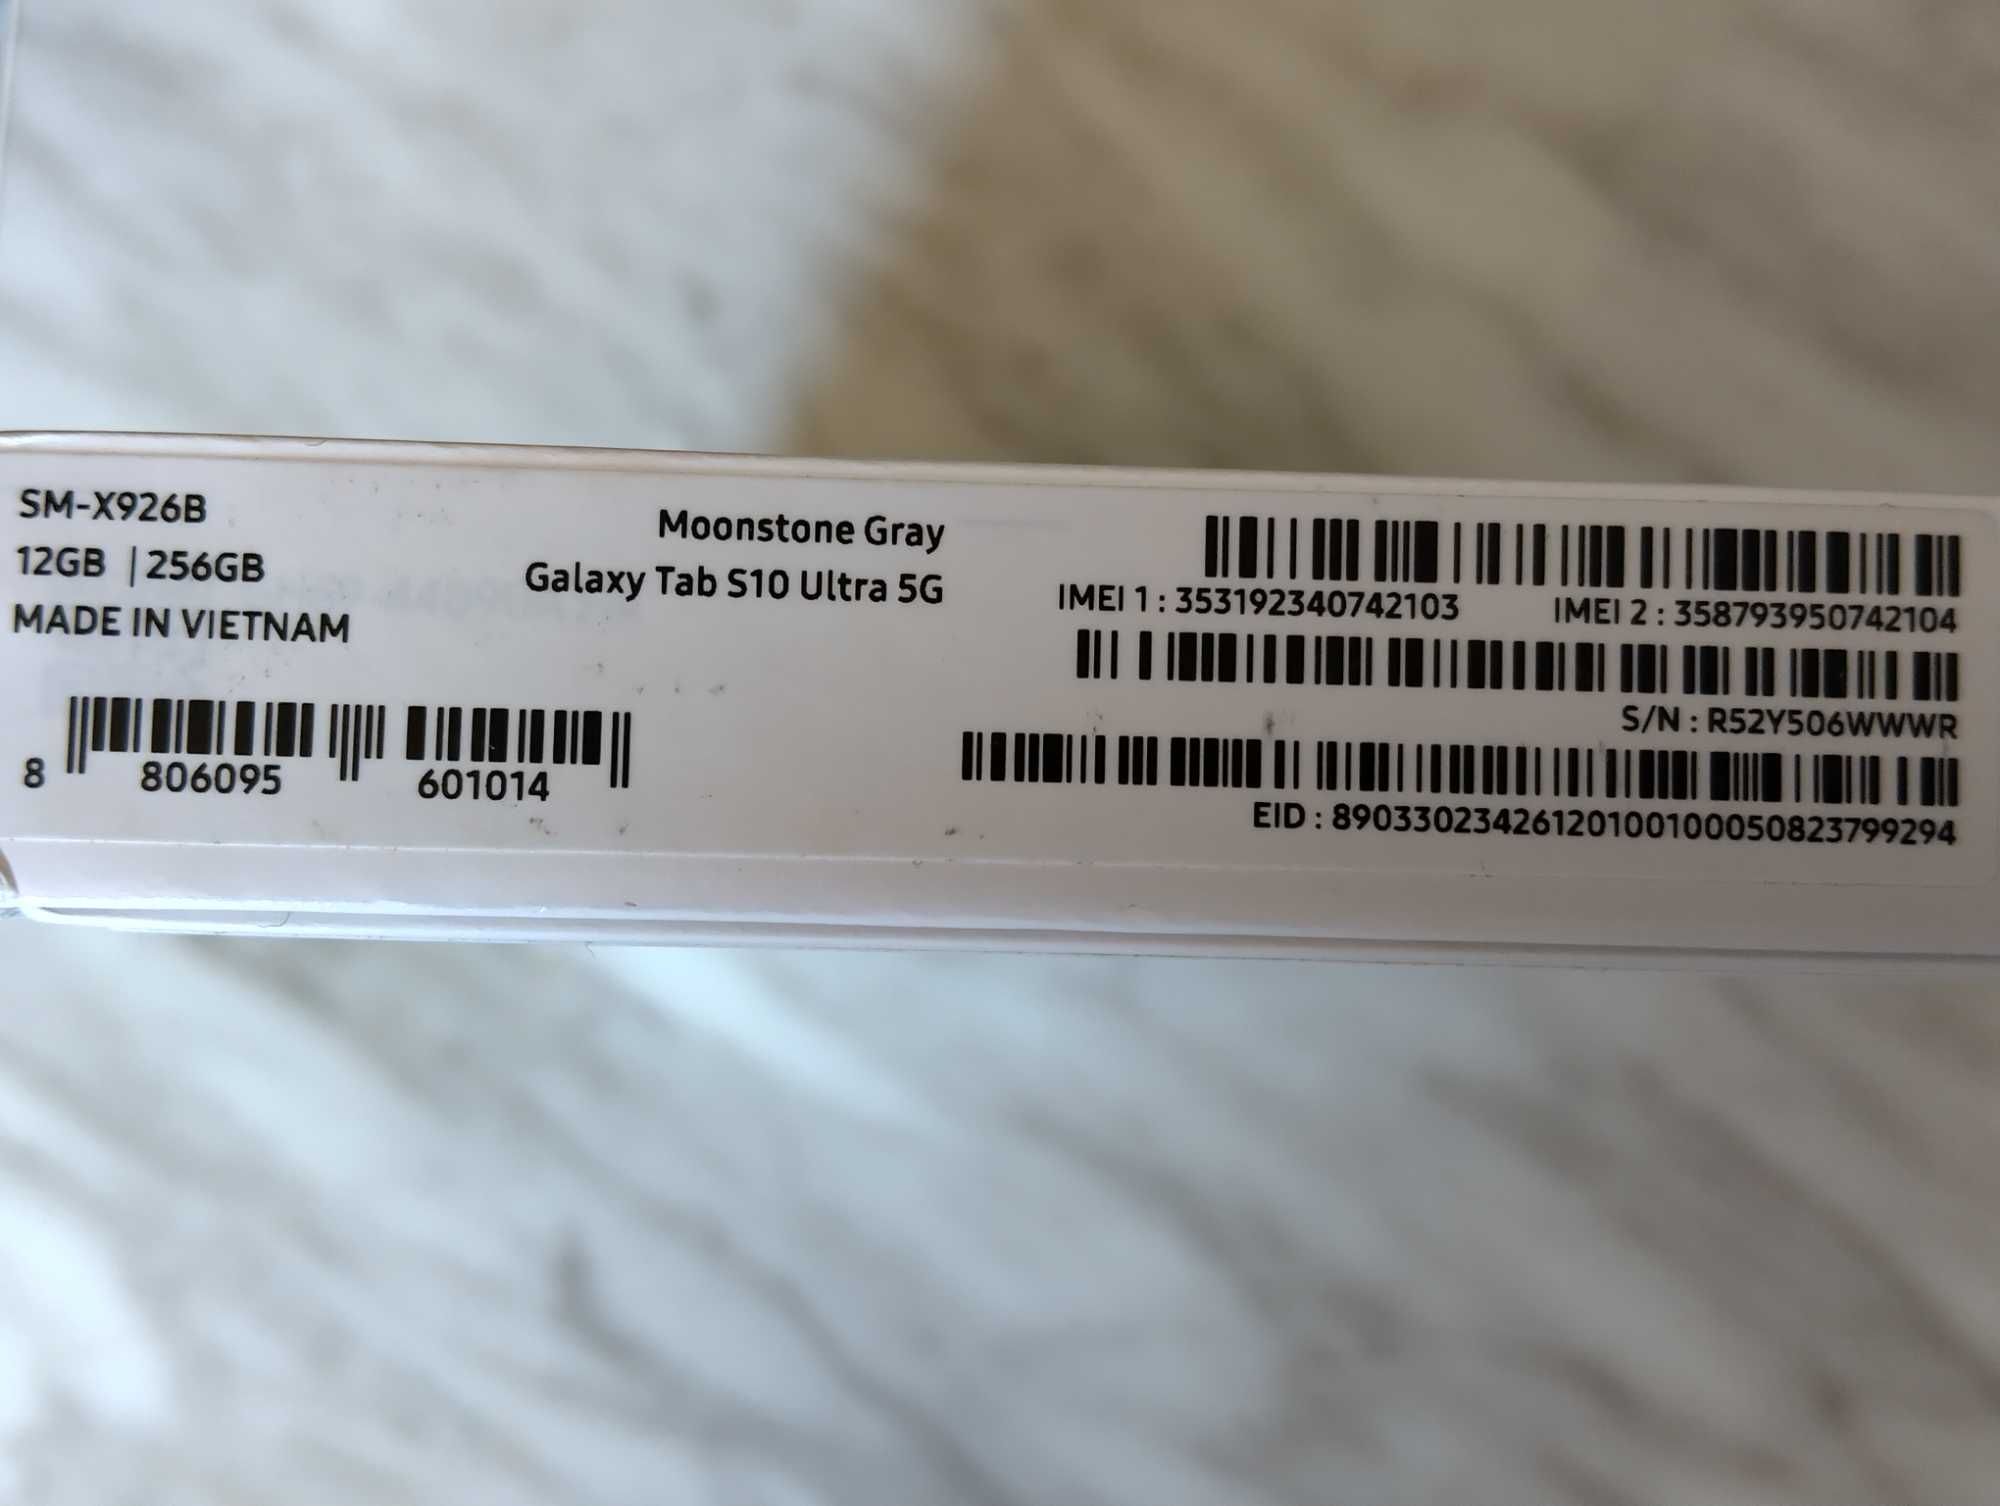 SM-X926B
12GB | 256GB
MADE IN VIETNAM
8 806095 601014
Moonstone Gray
Galaxy Tab S10 Ultra 5G
IMEI 1 : 353192340742103 IMEI 2 : 358793950742104
S/N : R52Y506WWWR
EID : 89033023426120100100050823799294